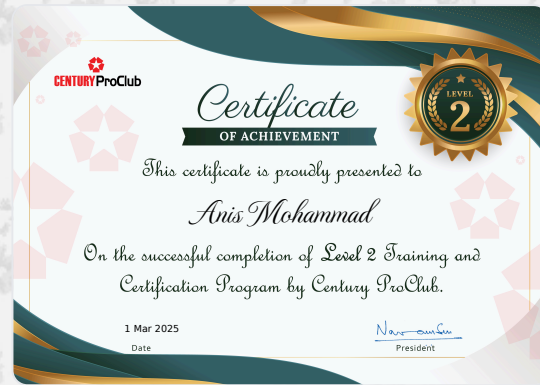 CENTURY ProClub
LEVEL
2
Certificate
OF ACHIEVEMENT
This certificate is proudly presented to
Anis Mohammad
On the successful completion of Level 2 Training and
Certification Program by Century ProClub.
1 Mar 2025
Date
President